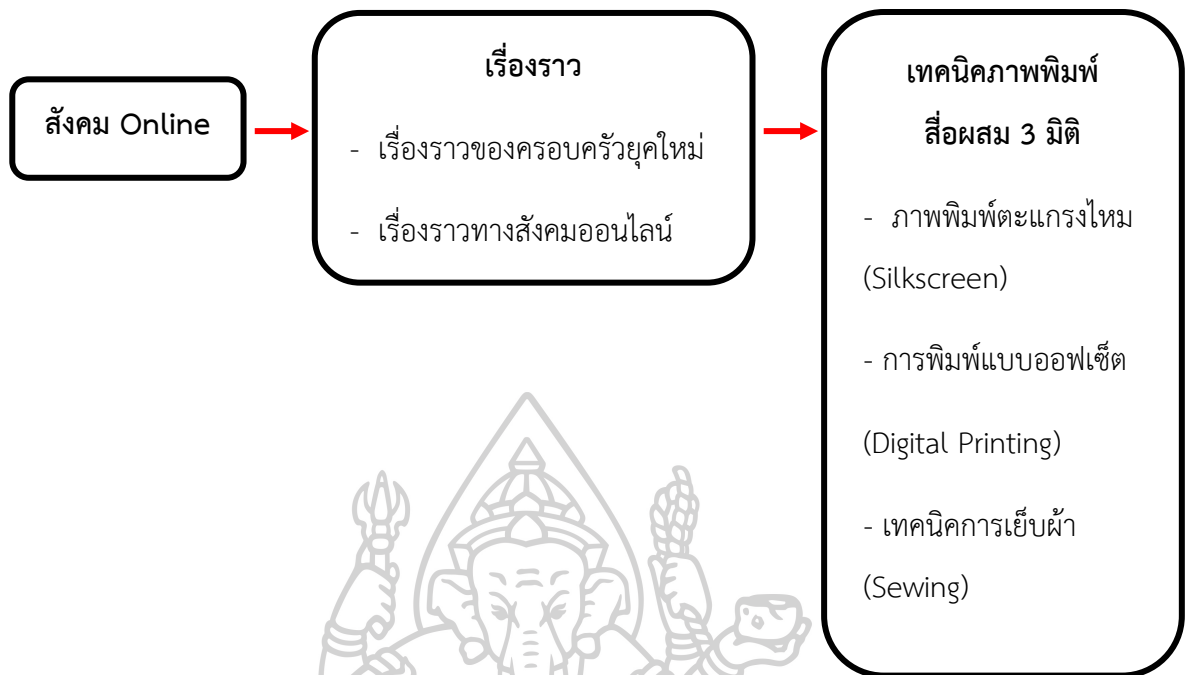 สังคม Online
เรื่องราว
- เรื่องราวของครอบครัวยุคใหม่
- เรื่องราวทางสังคมออนไลน์
เทคนิคภาพพิมพ์
สื่อผสม 3 มิติ
- ภาพพิมพ์ตะแกรงไหม
(Silkscreen)
- การพิมพ์แบบออฟเซ็ต
(Digital Printing)
- เทคนิคการเย็บผ้า
(Sewing)